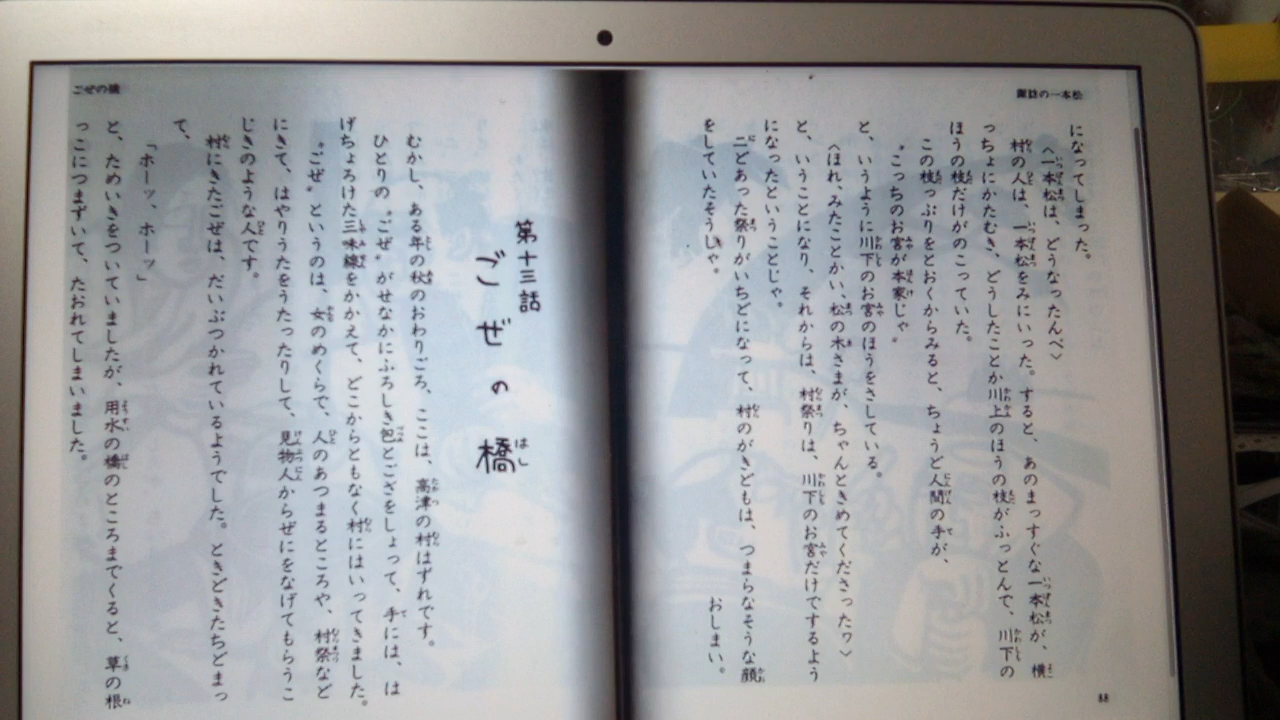 諏訪の一本松
になってしまった。
〈一本松は、どうなったんべ〉
村の人は、一本松をみにいった。すると、あのまっすぐな一本松が、横
っちょにかたむき、どうしたことか川上のほうの枝がふっとんで、川下の
ほうの枝だけがのこっていた。
この枝っぷりをとおくからみると、ちょうど人間の手が、
〝こっちのお宮が本家じゃ〟
と、いうように川下のお宮のほうをさしている。
〈ほれ、みたことかい、松の木さまが、ちゃんときめてくださったワ〉
と、いうことになり、それからは、村祭りは、川下のお宮だけでするよう
になったということじゃ。
二どあった祭りがいちどになって、村のがきどもは、つまらなそうな顔
をしていたそうじゃ。
おしまい。
88
ごぜの橋
第十三話
ごぜの橋
むかし、ある年の秋のおわりごろ、ここは、高津の村はずれです。
ひとりの〝ごぜ〟がせなかにふろしき包とござをしょって、手には、は
げちょろけた三味線をかかえて、どこからともなく村にはいってきました。
〝ごぜ〟というのは、女のめくらで、人のあつまるところや、村祭など
にきて、はやりうたをうたったりして、見物人からぜにをなげてもらうこ
じきのような人です。
村にきたごぜは、だいぶつかれているようでした。ときどきたちどまっ
て、
「ホーッ、ホーッ」
と、ためいきをついていましたが、用水の橋のところまでくると、草の根
っこにつまずいて、たおれてしまいました。